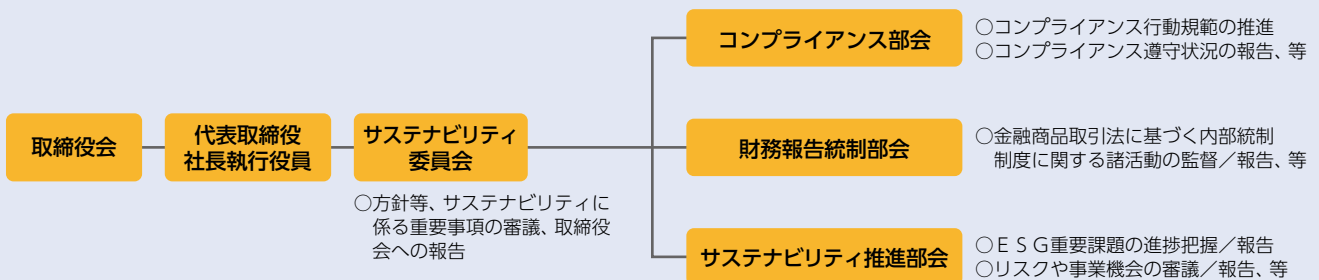 取締役会
代表取締役
社長執行役員
サステナビリティ
委員会
○方針等、サステナビリティに
係る重要事項の審議、取締役
会への報告
コンプライアンス部会
○コンプライアンス行動規範の推進
○コンプライアンス遵守状況の報告、等
財務報告統制部会
○金融商品取引法に基づく内部統制
制度に関する諸活動の監督／報告、等
サステナビリティ推進部会
○ＥＳＧ重要課題の進捗把握／報告
○リスクや事業機会の審議／報告、等